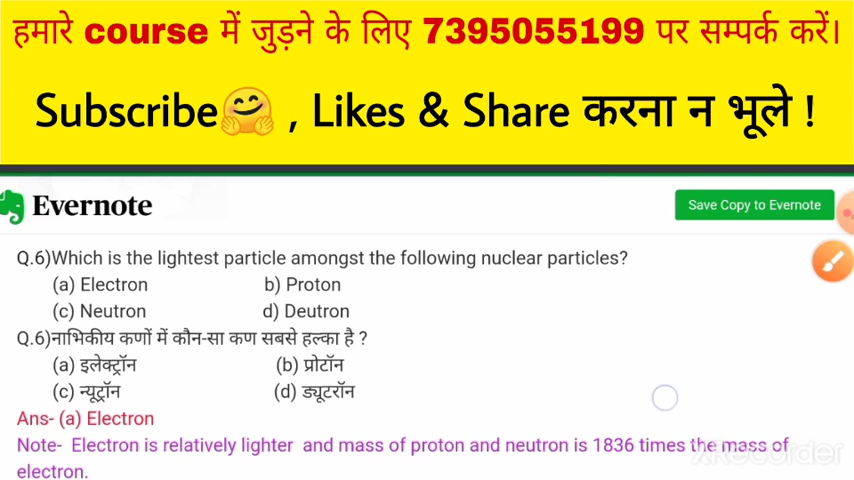 हमारे course में जुड़ने के लिए 7395055199 पर सम्पर्क करें।
Subscribe🤗 , Likes & Share करना न भूले !
Evernote
Save Copy to Evernote
Q.6)Which is the lightest particle amongst the following nuclear particles?
(a) Electron b) Proton
(c) Neutron d) Deutron
Q.6)नाभिकीय कणों में कौन-सा कण सबसे हल्का है ?
(a) इलेक्ट्रॉन (b) प्रोटॉन
(c) न्यूट्रॉन (d) ड्यूटरॉन
Ans- (a) Electron
Note- Electron is relatively lighter and mass of proton and neutron is 1836 times the mass of
electron.
XRecorder